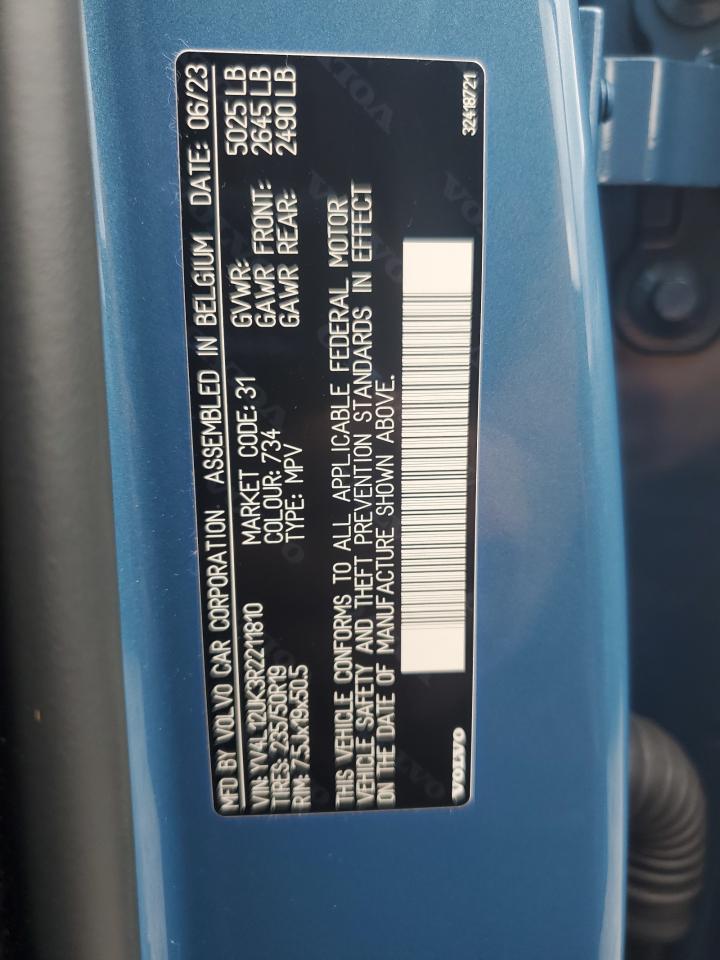 MFD BY VOLVO CAR CORPORATION ASSEMBLED IN BELGIUM DATE: 06/23
VIN: YV4L12UK3R2211810 MARKET CODE: 31 GVWR: 5025 LB
TIRES: 235/50R19 COLOUR: 734 GAWR FRONT: 2645 LB
RIM: 7.5Jx19x50.5 TYPE: MPV GAWR REAR: 2490 LB
THIS VEHICLE CONFORMS TO ALL APPLICABLE FEDERAL MOTOR
VEHICLE SAFETY AND THEFT PREVENTION STANDARDS IN EFFECT
ON THE DATE OF MANUFACTURE SHOWN ABOVE.
VOLVO 32418721